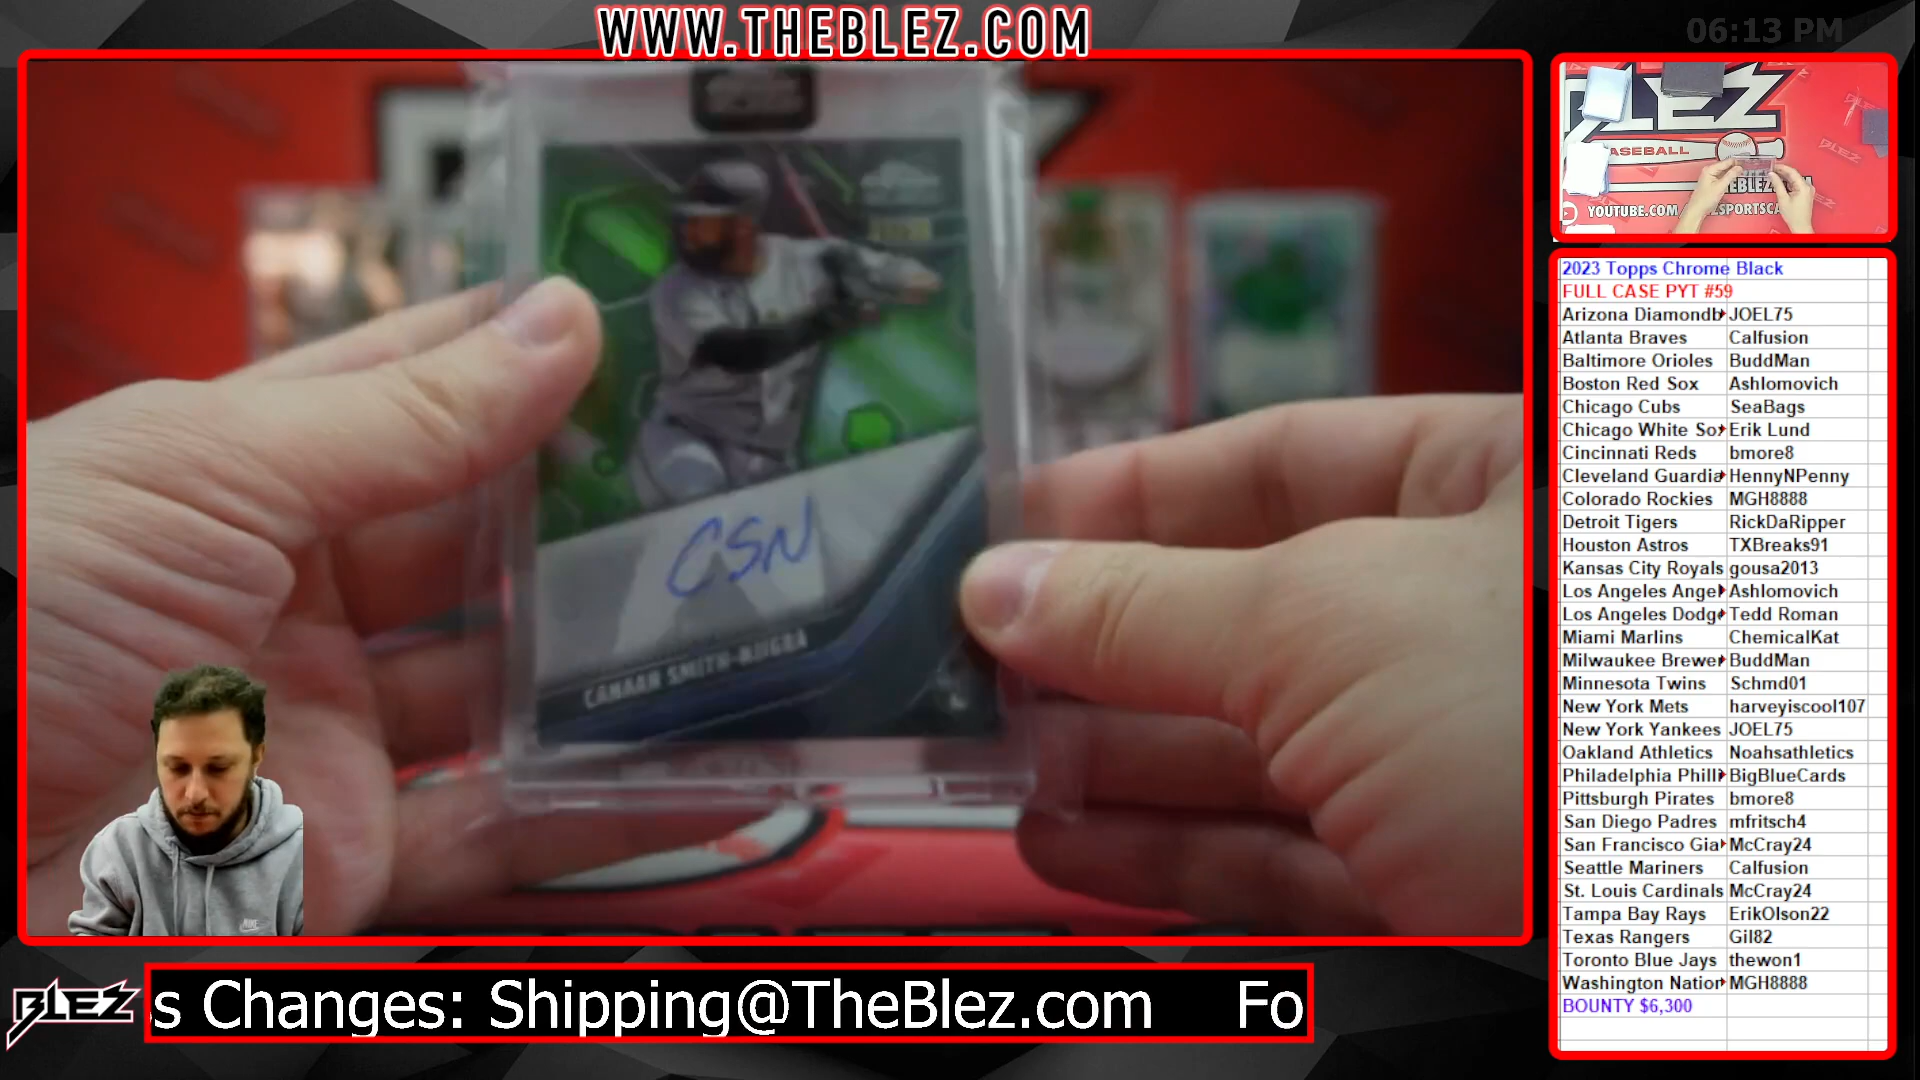 WWW.THEBLEZ.COM
06:13 PM
CSN
CANAAN SMITH-NJIGBA
BLEZ
BASEBALL
YOUTUBE.COM
2023 Topps Chrome Black
FULL CASE PYT #59
Arizona Diamondb JOEL75
Atlanta Braves Calfusion
Baltimore Orioles BuddMan
Boston Red Sox Ashlomovich
Chicago Cubs SeaBags
Chicago White So Erik Lund
Cincinnati Reds bmore8
Cleveland Guardia HennyNPenny
Colorado Rockies MGH8888
Detroit Tigers RickDaRipper
Houston Astros TXBreaks91
Kansas City Royals gousa2013
Los Angeles Angel Ashlomovich
Los Angeles Dodg Tedd Roman
Miami Marlins ChemicalKat
Milwaukee Brewer BuddMan
Minnesota Twins Schmd01
New York Mets harveyiscool107
New York Yankees JOEL75
Oakland Athletics Noahsathletics
Philadelphia Philli BigBlueCards
Pittsburgh Pirates bmore8
San Diego Padres mfritsch4
San Francisco Gia McCray24
Seattle Mariners Calfusion
St. Louis Cardinals McCray24
Tampa Bay Rays ErikOlson22
Texas Rangers Gil82
Toronto Blue Jays thewon1
Washington Nation MGH8888
BOUNTY $6,300
BLEZ
s Changes: Shipping@TheBlez.com Fo